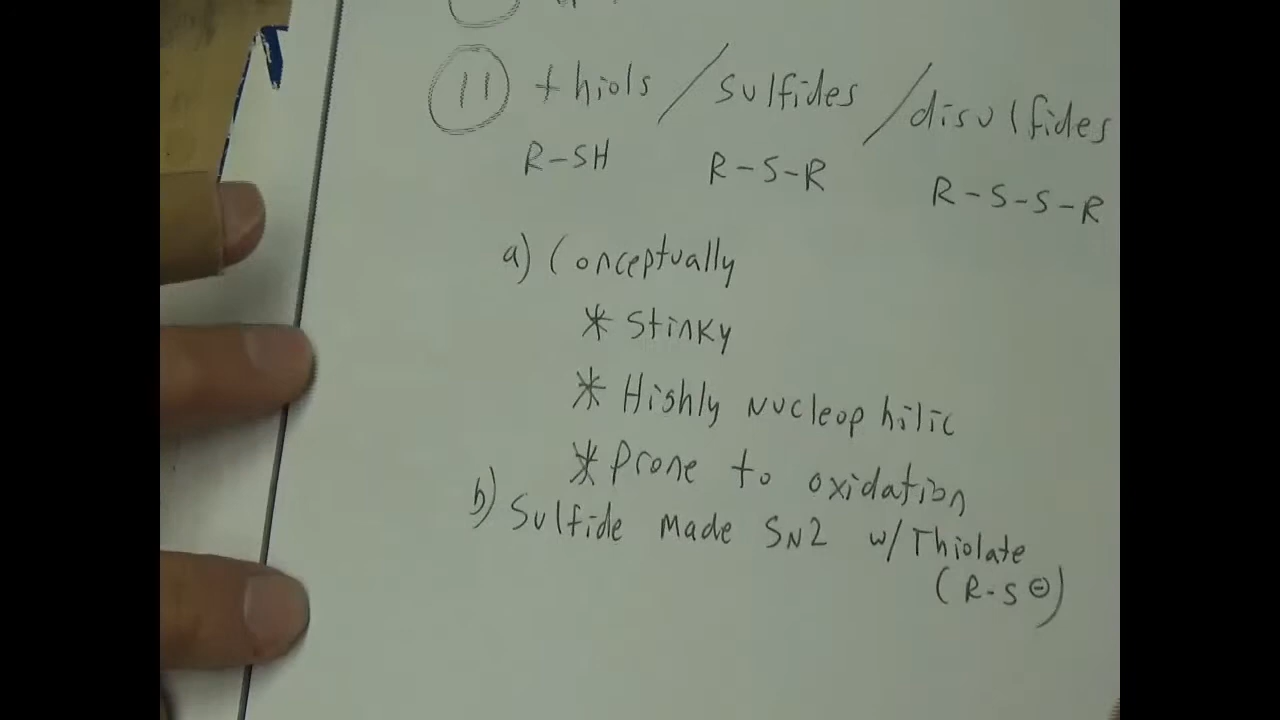 11 thiols / sulfides / disulfides
R-SH R-S-R R-S-S-R
a) Conceptually
* Stinky
* Highly nucleophilic
* Prone to oxidation
b) Sulfide Made SN2 w/ Thiolate
(R-S⊖)